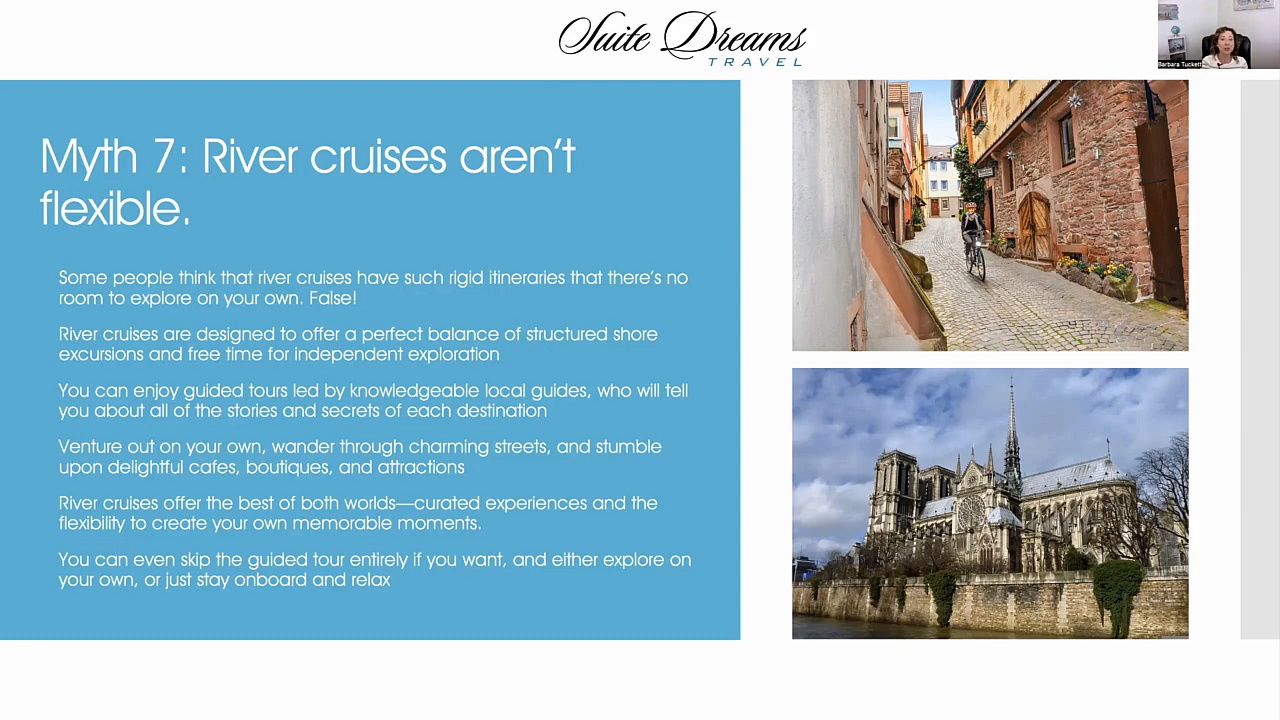 Suite Dreams
TRAVEL
Barbara Tuckett
Myth 7: River cruises aren't
flexible.
Some people think that river cruises have such rigid itineraries that there's no
room to explore on your own. False!
River cruises are designed to offer a perfect balance of structured shore
excursions and free time for independent exploration
You can enjoy guided tours led by knowledgeable local guides, who will tell
you about all of the stories and secrets of each destination
Venture out on your own, wander through charming streets, and stumble
upon delightful cafes, boutiques, and attractions
River cruises offer the best of both worlds—curated experiences and the
flexibility to create your own memorable moments.
You can even skip the guided tour entirely if you want, and either explore on
your own, or just stay onboard and relax